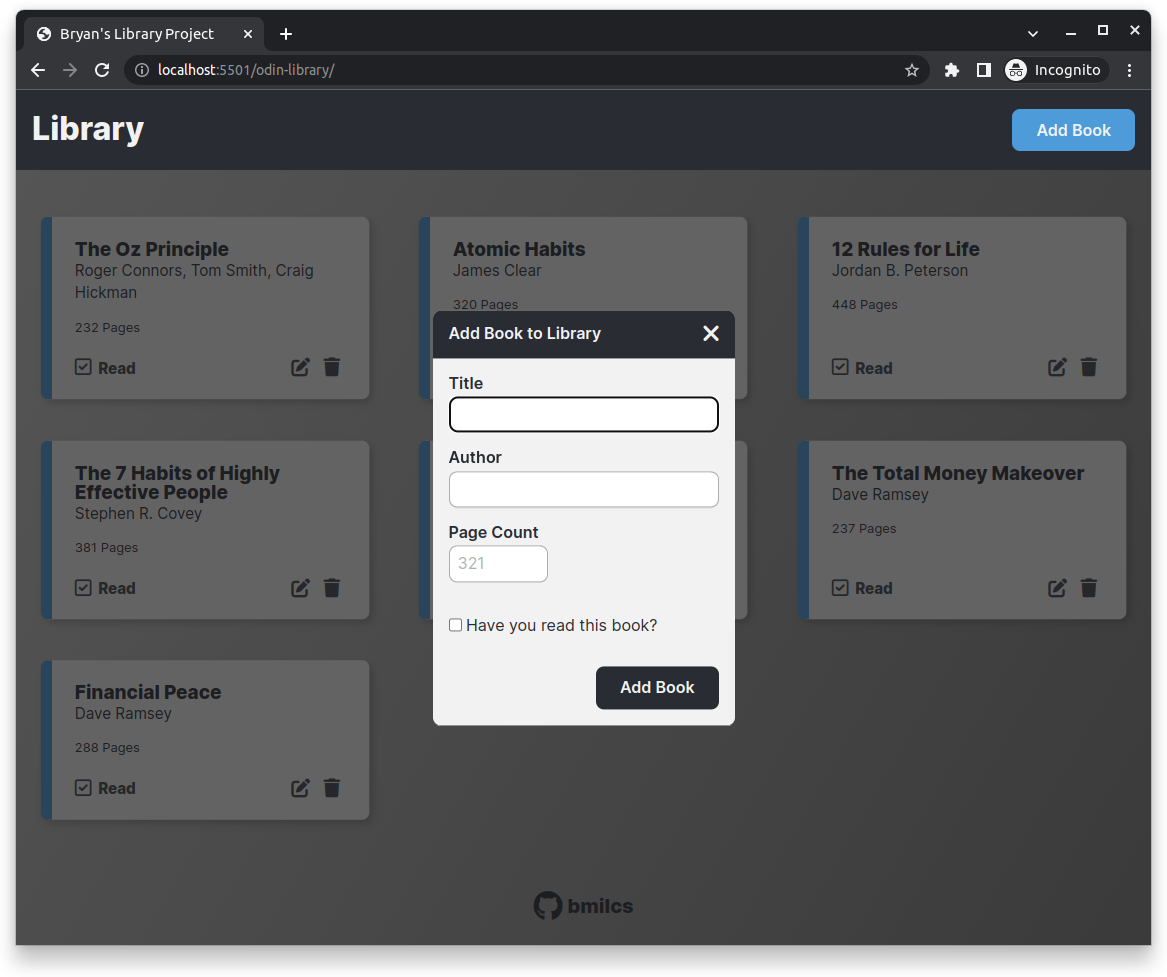 Bryan's Library Project
localhost:5501/odin-library/
Incognito
Library
Add Book
The Oz Principle
Roger Connors, Tom Smith, Craig
Hickman
232 Pages
Read
Atomic Habits
James Clear
320 Pages
12 Rules for Life
Jordan B. Peterson
448 Pages
Read
Add Book to Library
Title
Author
Page Count
321
Have you read this book?
Add Book
The 7 Habits of Highly
Effective People
Stephen R. Covey
381 Pages
Read
The Total Money Makeover
Dave Ramsey
237 Pages
Read
Financial Peace
Dave Ramsey
288 Pages
Read
bmilcs